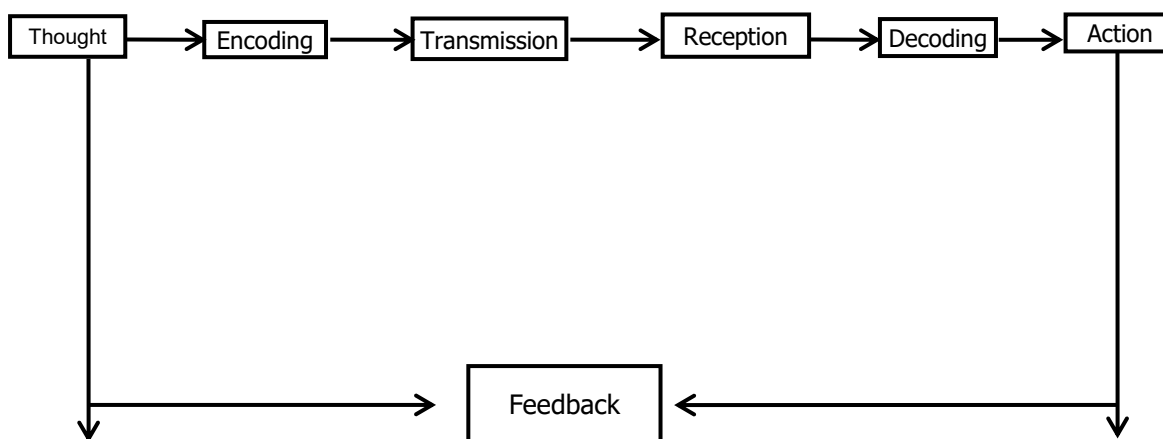 Thought
Encoding
Transmission
Reception
Decoding
Action
Feedback